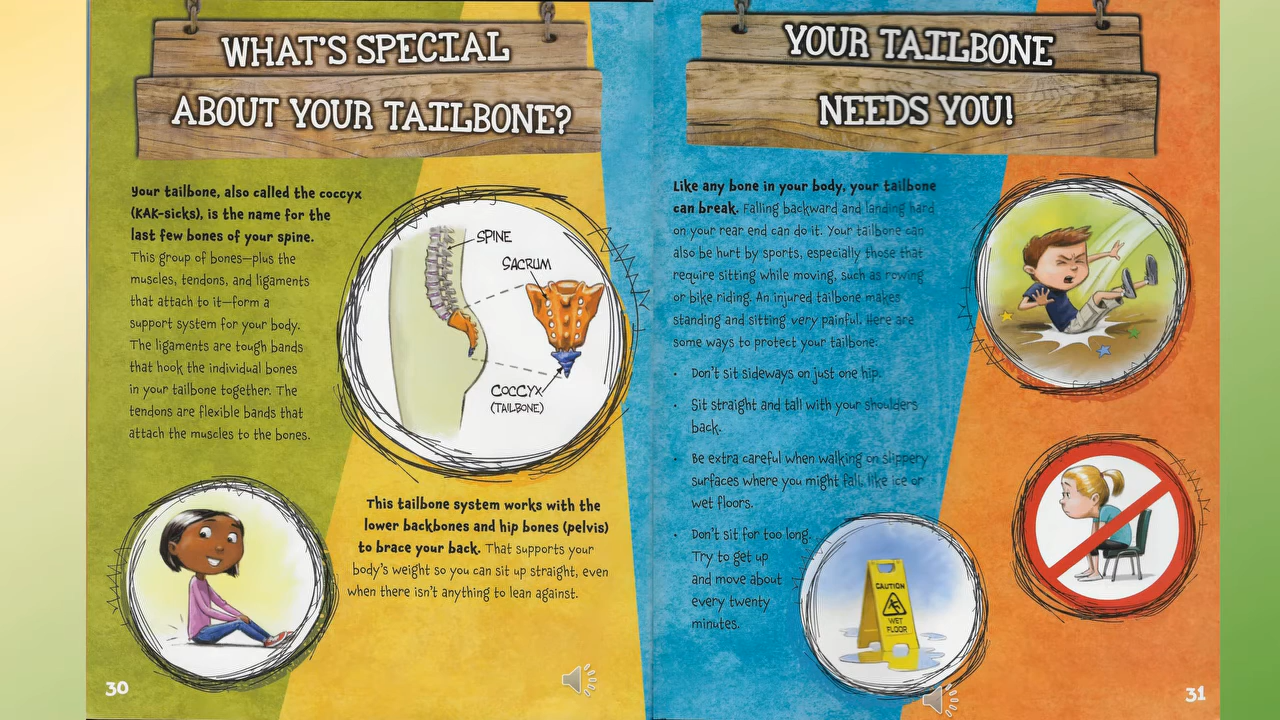 WHAT'S SPECIAL
ABOUT YOUR TAILBONE?
Your tailbone, also called the coccyx
(KAK-sicks), is the name for the
last few bones of your spine.
This group of bones—plus the
muscles, tendons, and ligaments
that attach to it—form a
support system for your body.
The ligaments are tough bands
that hook the individual bones
in your tailbone together. The
tendons are flexible bands that
attach the muscles to the bones.
SPINE
SACRUM
COCCYX
(TAILBONE)
This tailbone system works with the
lower backbones and hip bones (pelvis)
to brace your back. That supports your
body's weight so you can sit up straight, even
when there isn't anything to lean against.
30
YOUR TAILBONE
NEEDS YOU!
Like any bone in your body, your tailbone
can break. Falling backward and landing hard
on your rear end can do it. Your tailbone can
also be hurt by sports, especially those that
require sitting while moving, such as rowing
or bike riding. An injured tailbone makes
standing and sitting very painful. Here are
some ways to protect your tailbone:
• Don't sit sideways on just one hip.
• Sit straight and tall with your shoulders
back.
• Be extra careful when walking on slippery
surfaces where you might fall, like ice or
wet floors.
• Don't sit for too long.
Try to get up
and move about
every twenty
minutes.
CAUTION
WET
FLOOR
31